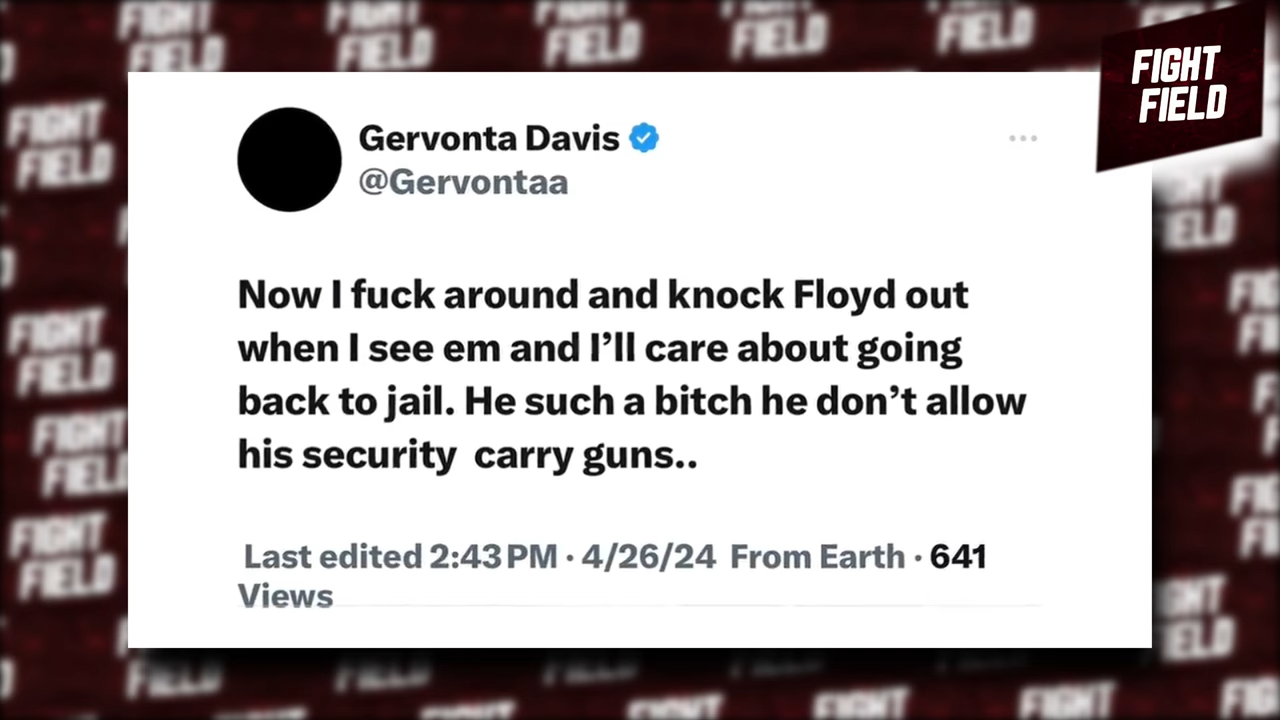 FIGHT
FIELD
Gervonta Davis
@Gervontaa
Now I fuck around and knock Floyd out
when I see em and I’ll care about going
back to jail. He such a bitch he don’t allow
his security  carry guns..
Last edited 2:43 PM · 4/26/24  From Earth · 641
Views